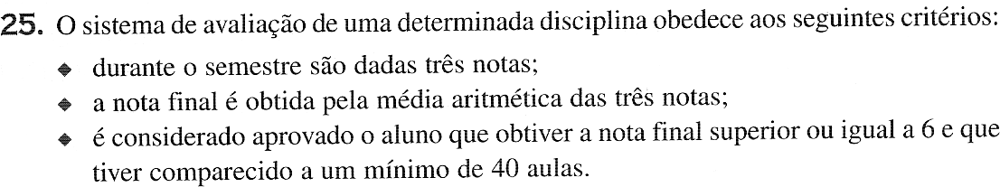 25. O sistema de avaliação de uma determinada disciplina obedece aos seguintes critérios:
◆ durante o semestre são dadas três notas;
◆ a nota final é obtida pela média aritmética das três notas;
◆ é considerado aprovado o aluno que obtiver a nota final superior ou igual a 6 e que
tiver comparecido a um mínimo de 40 aulas.